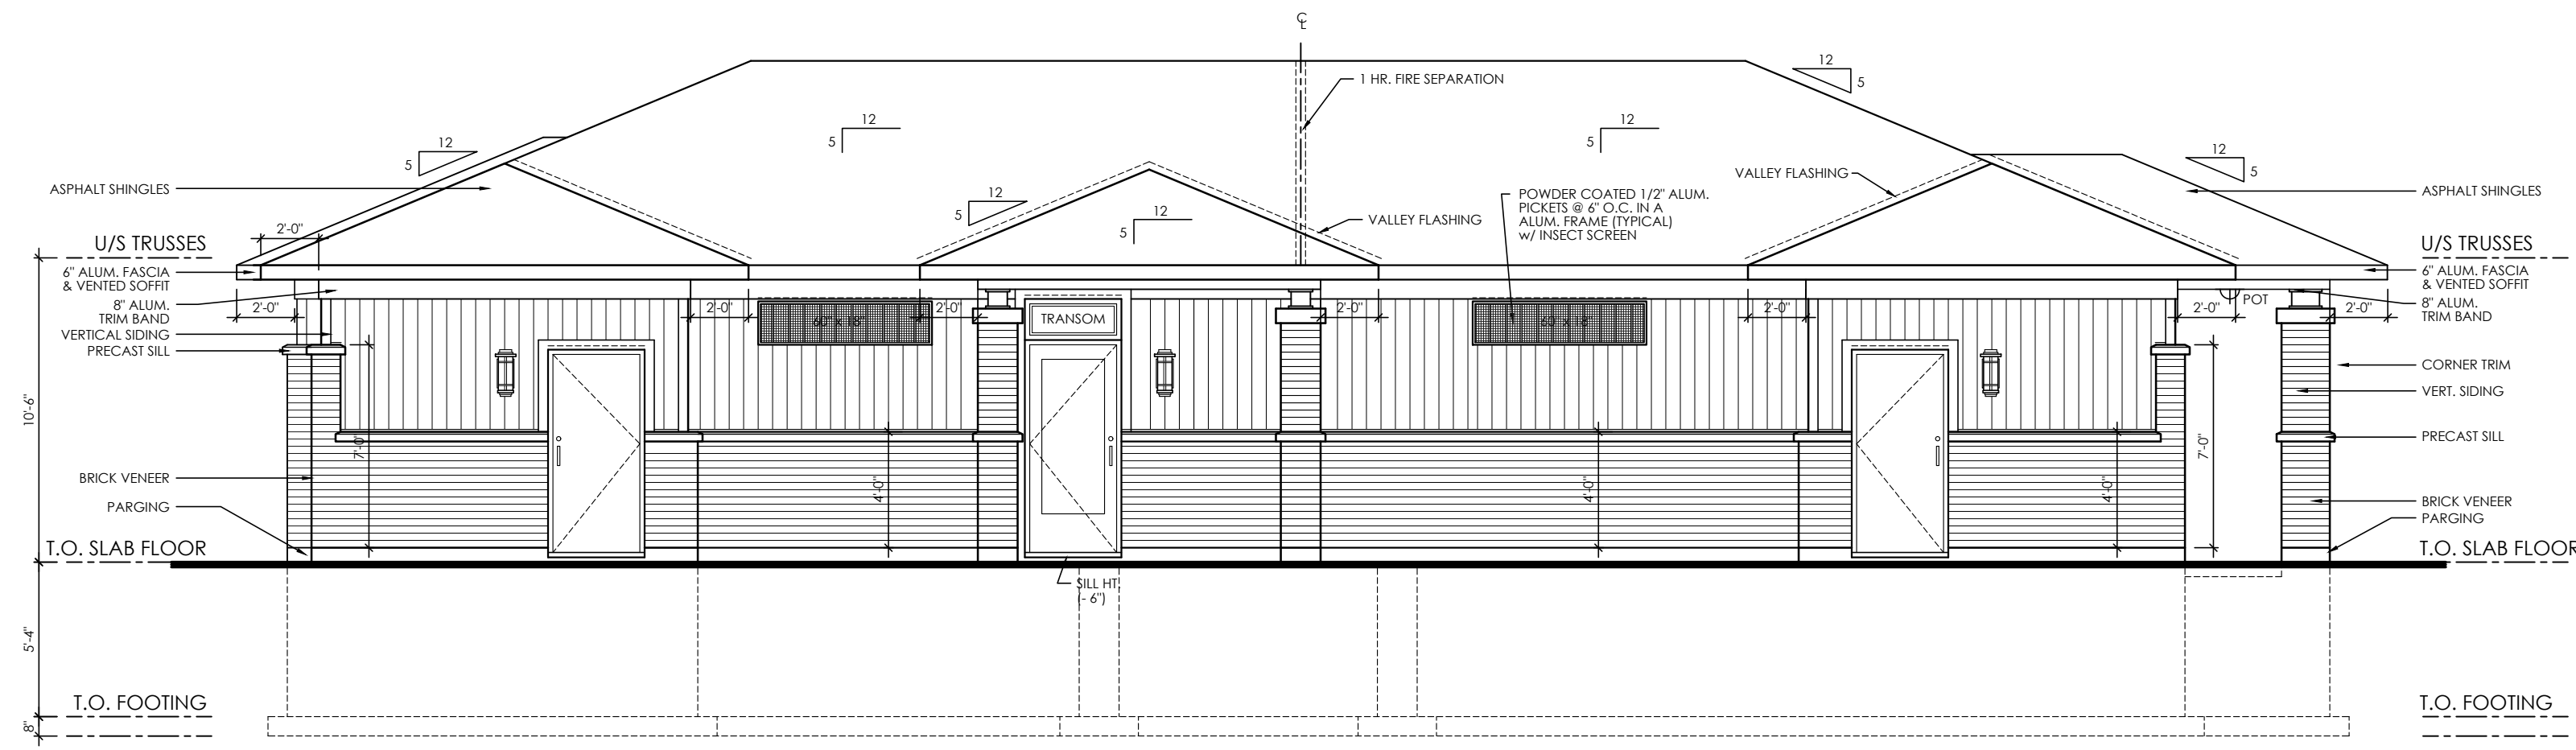 ℄
12
5
1 HR. FIRE SEPARATION
12
5
12
5
12
5
12
5
ASPHALT SHINGLES
12
5
12
5
VALLEY FLASHING
POWDER COATED 1/2" ALUM.
PICKETS @ 6" O.C. IN A
ALUM. FRAME (TYPICAL)
w/ INSECT SCREEN
VALLEY FLASHING
12
5
ASPHALT SHINGLES
2'-0"
U/S TRUSSES
6" ALUM. FASCIA
& VENTED SOFFIT
8" ALUM.
TRIM BAND
VERTICAL SIDING
PRECAST SILL
2'-0"
2'-0"
60" x 18"
2'-0"
TRANSOM
2'-0"
60" x 18"
2'-0"
2'-0"
POT
2'-0"
U/S TRUSSES
6" ALUM. FASCIA
& VENTED SOFFIT
8" ALUM.
TRIM BAND
CORNER TRIM
VERT. SIDING
PRECAST SILL
10'-6"
7'-0"
4'-0"
4'-0"
4'-0"
7'-0"
BRICK VENEER
PARGING
T.O. SLAB FLOOR
BRICK VENEER
PARGING
T.O. SLAB FLOOR
SILL HT.
(- 6")
5'-4"
T.O. FOOTING
T.O. FOOTING
8"